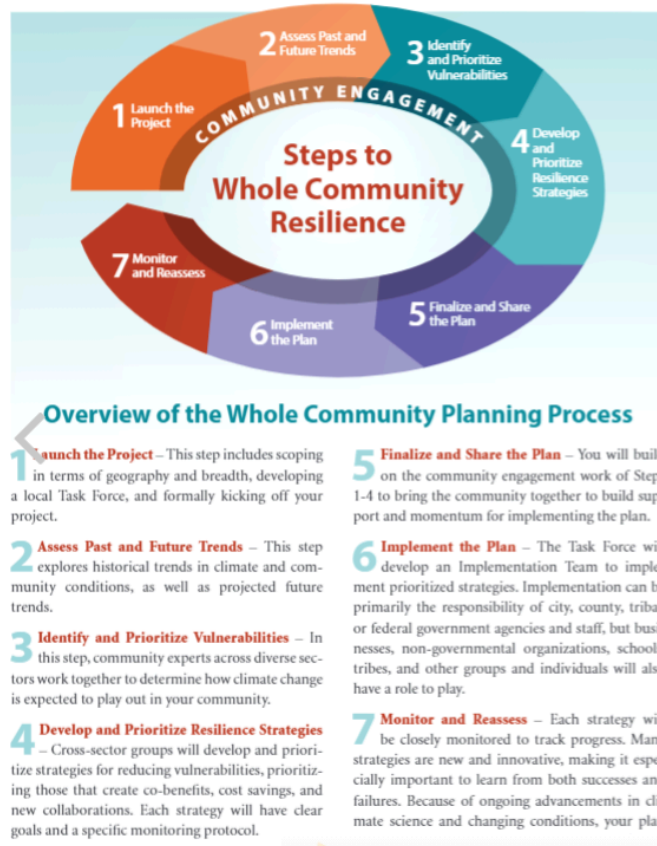 1 Launch the
Project
2 Assess Past and
Future Trends
3 Identify
and Prioritize
Vulnerabilities
4 Develop
and
Prioritize
Resilience
Strategies
5 Finalize and Share
the Plan
6 Implement
the Plan
7 Monitor
and Reassess
COMMUNITY ENGAGEMENT
Steps to
Whole Community
Resilience
Overview of the Whole Community Planning Process
1 Launch the Project – This step includes scoping
in terms of geography and breadth, developing
a local Task Force, and formally kicking off your
project.
2 Assess Past and Future Trends – This step
explores historical trends in climate and com-
munity conditions, as well as projected future
trends.
3 Identify and Prioritize Vulnerabilities – In
this step, community experts across diverse sec-
tors work together to determine how climate change
is expected to play out in your community.
4 Develop and Prioritize Resilience Strategies
– Cross-sector groups will develop and priori-
tize strategies for reducing vulnerabilities, prioritiz-
ing those that create co-benefits, cost savings, and
new collaborations. Each strategy will have clear
goals and a specific monitoring protocol.
5 Finalize and Share the Plan – You will buil
on the community engagement work of Step
1-4 to bring the community together to build sup
port and momentum for implementing the plan.
6 Implement the Plan – The Task Force wi
develop an Implementation Team to imple
ment prioritized strategies. Implementation can b
primarily the responsibility of city, county, triba
or federal government agencies and staff, but busi
nesses, non-governmental organizations, school
tribes, and other groups and individuals will als
have a role to play.
7 Monitor and Reassess – Each strategy wi
be closely monitored to track progress. Man
strategies are new and innovative, making it espe
cially important to learn from both successes an
failures. Because of ongoing advancements in cli
mate science and changing conditions, your pla